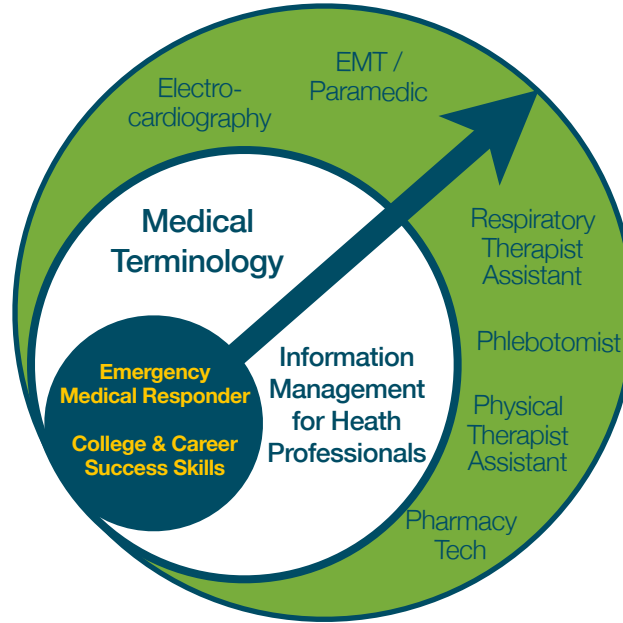 Electro-
cardiography
EMT /
Paramedic
Medical
Terminology
Respiratory
Therapist
Assistant
Phlebotomist
Emergency
Medical Responder
College & Career
Success Skills
Information
Management
for Heath
Professionals
Physical
Therapist
Assistant
Pharmacy
Tech